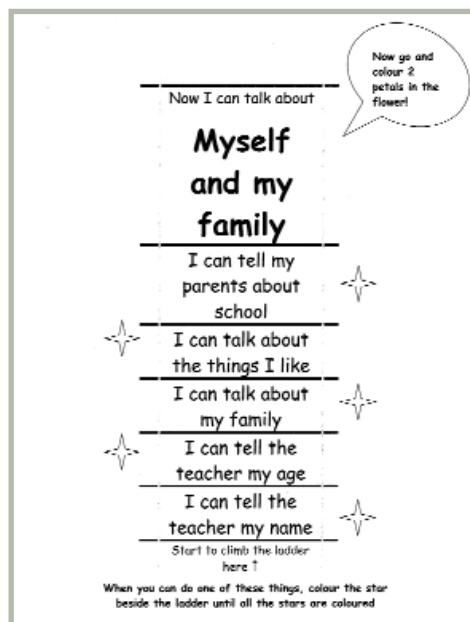 Now go and
colour 2
petals in the
flower!
Now I can talk about
Myself
and my
family
I can tell my
parents about
school
I can talk about
the things I like
I can talk about
my family
I can tell the
teacher my age
I can tell the
teacher my name
Start to climb the ladder
here ↑
When you can do one of these things, colour the star
beside the ladder until all the stars are coloured